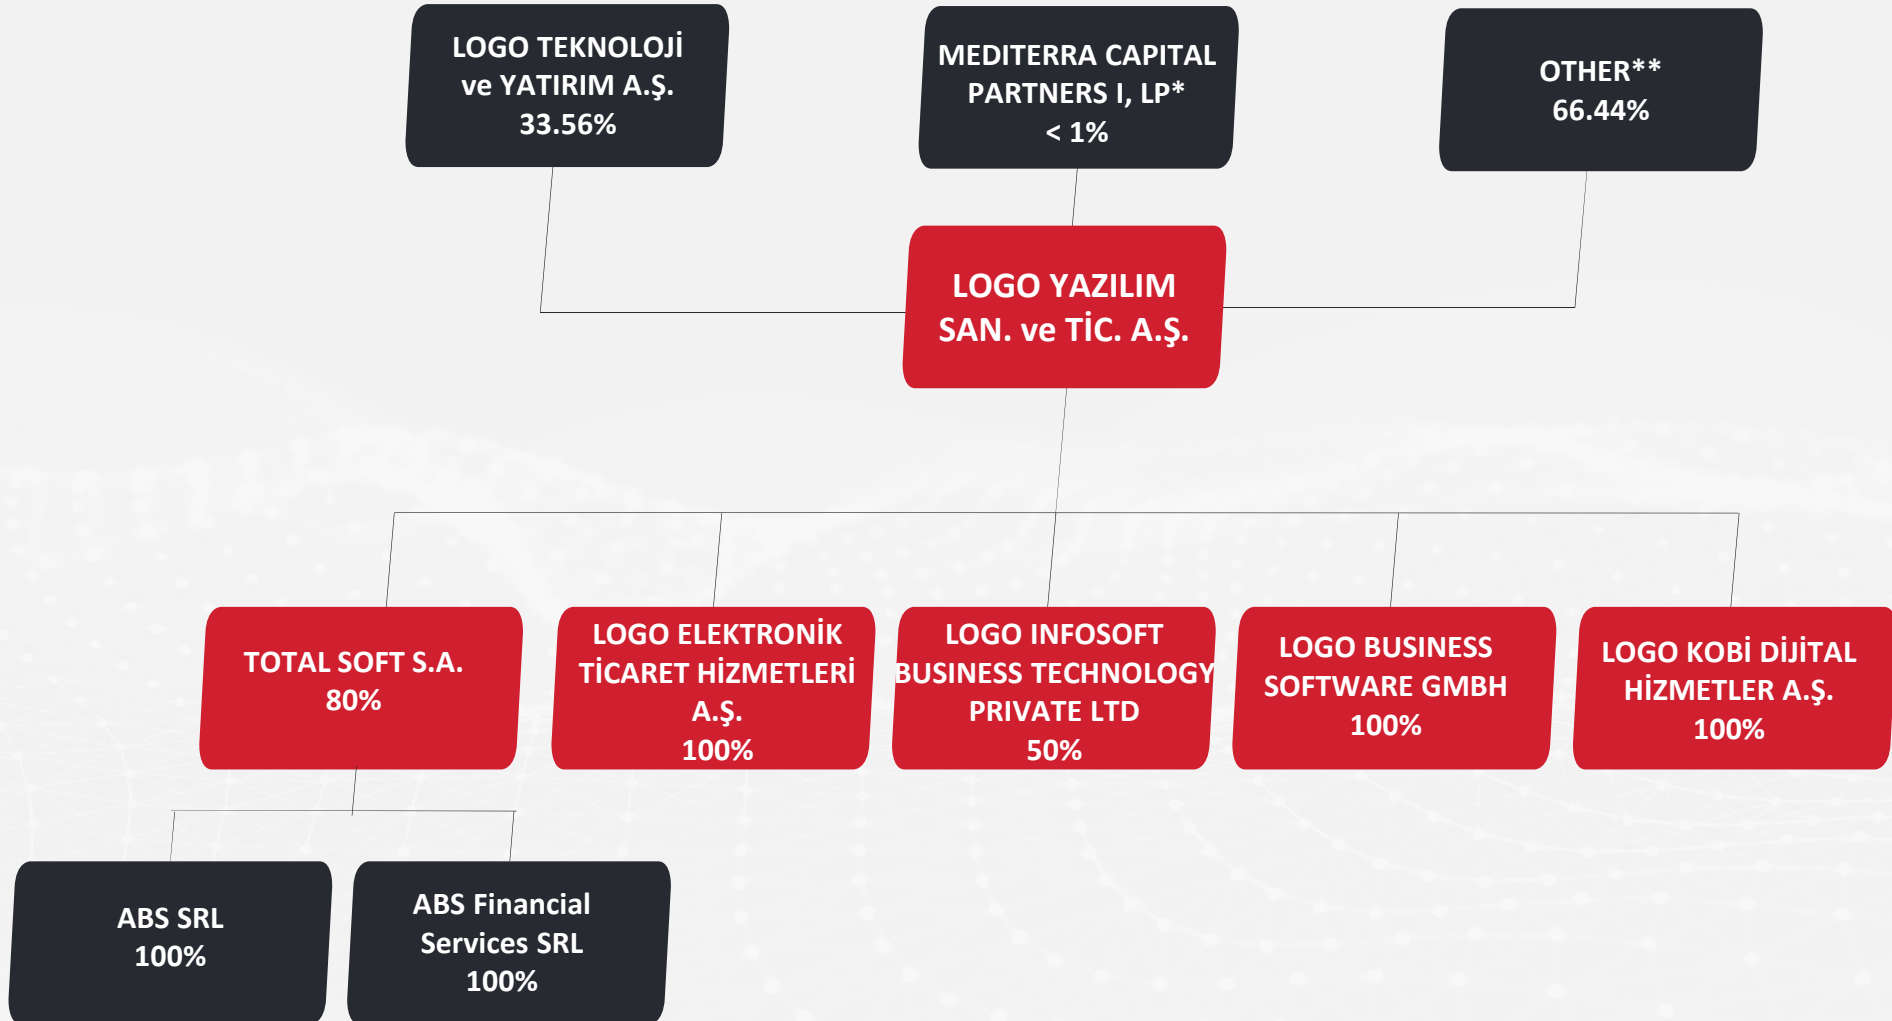 LOGO TEKNOLOJİ
ve YATIRIM A.Ş.
33.56%
MEDITERRA CAPITAL
PARTNERS I, LP*
< 1%
OTHER**
66.44%
LOGO YAZILIM
SAN. ve TİC. A.Ş.
TOTAL SOFT S.A.
80%
LOGO ELEKTRONİK
TİCARET HİZMETLERİ
A.Ş.
100%
LOGO INFOSOFT
BUSINESS TECHNOLOGY
PRIVATE LTD
50%
LOGO BUSINESS
SOFTWARE GMBH
100%
LOGO KOBİ DİJİTAL
HİZMETLER A.Ş.
100%
ABS SRL
100%
ABS Financial
Services SRL
100%